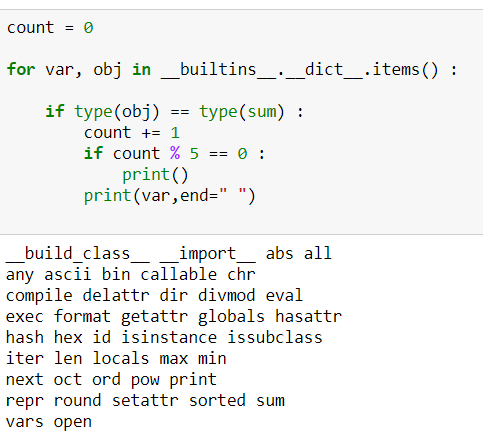 count = 0
for var, obj in __builtins__.__dict__.items() :
    if type(obj) == type(sum) :
        count += 1
        if count % 5 == 0 :
            print()
        print(var,end=" ")
__build_class__ __import__ abs all
any ascii bin callable chr
compile delattr dir divmod eval
exec format getattr globals hasattr
hash hex id isinstance issubclass
iter len locals max min
next oct ord pow print
repr round setattr sorted sum
vars open